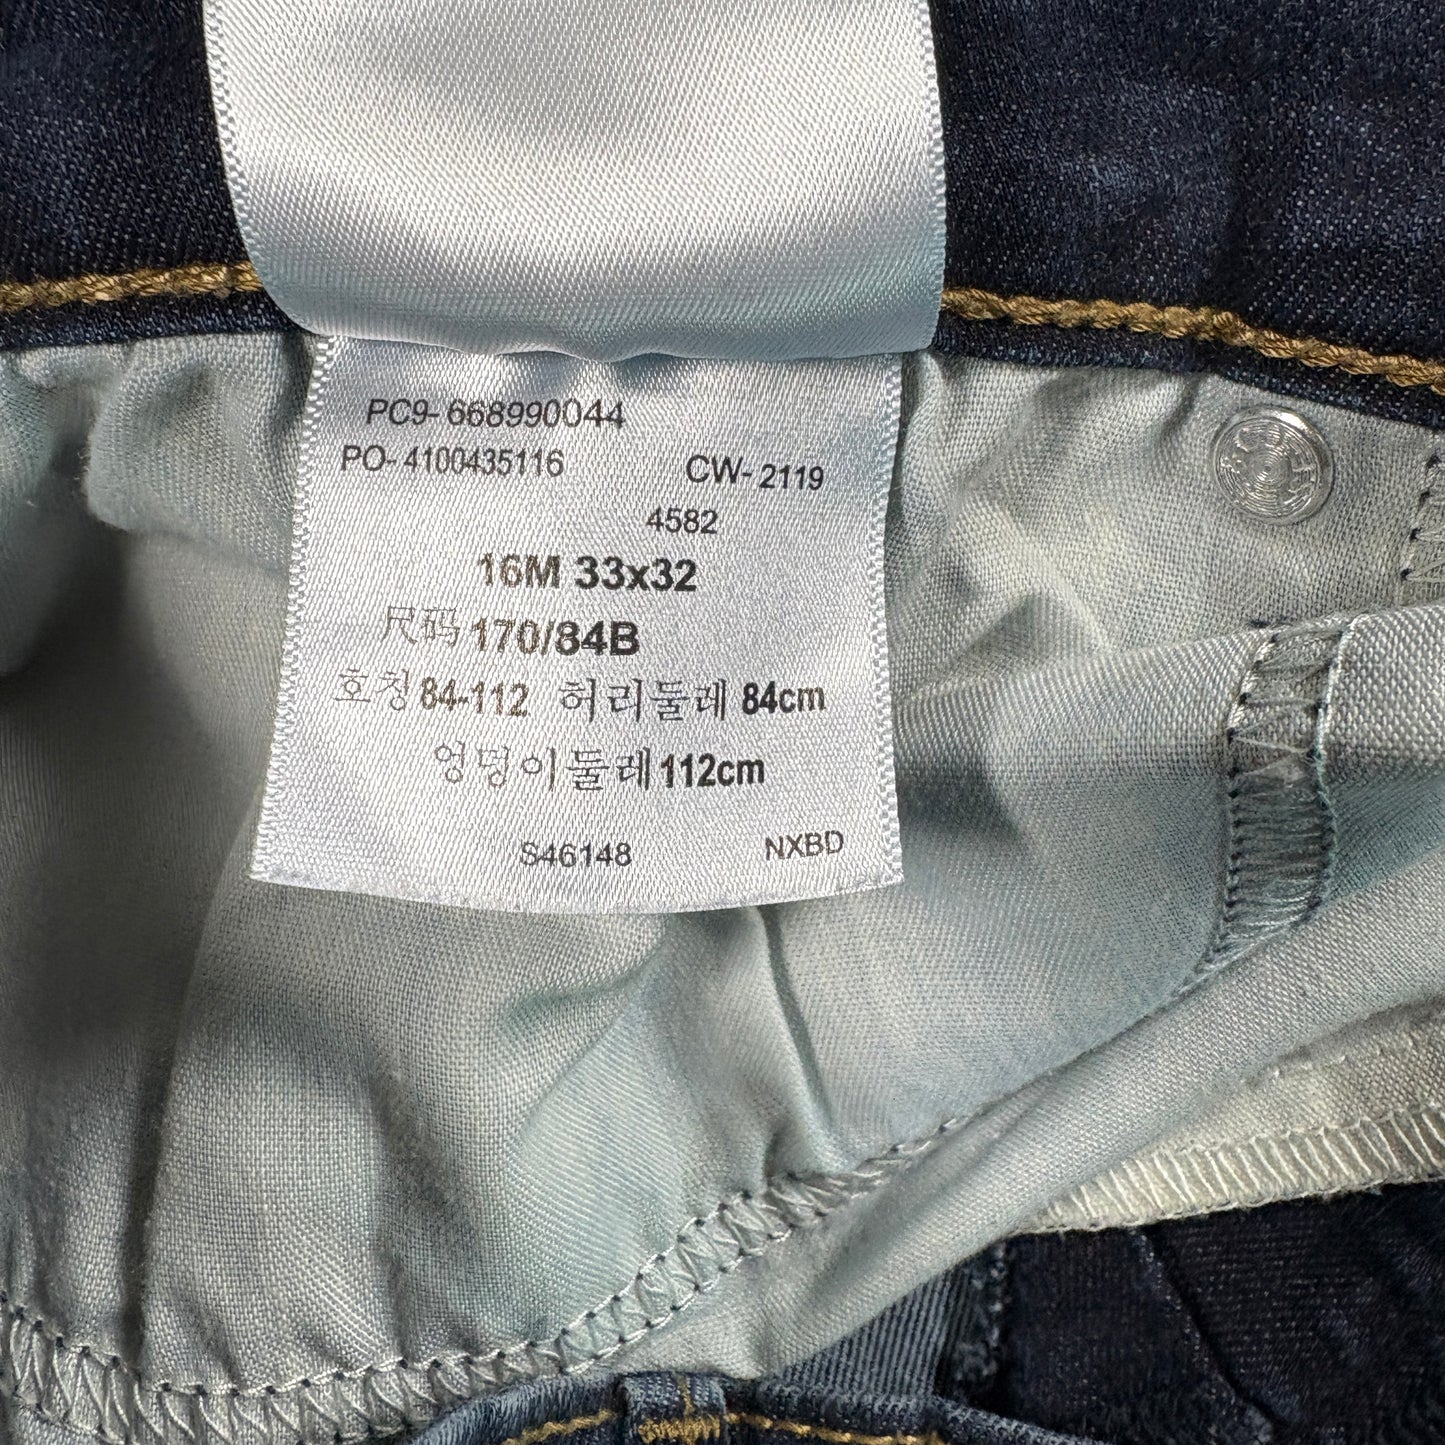 PC9-668990044
PO-4100435116 CW-2119
4582
16M 33x32
尺码 170/84B
호칭 84-112 허리둘레 84cm
엉덩이둘레 112cm
S46148 NXBD